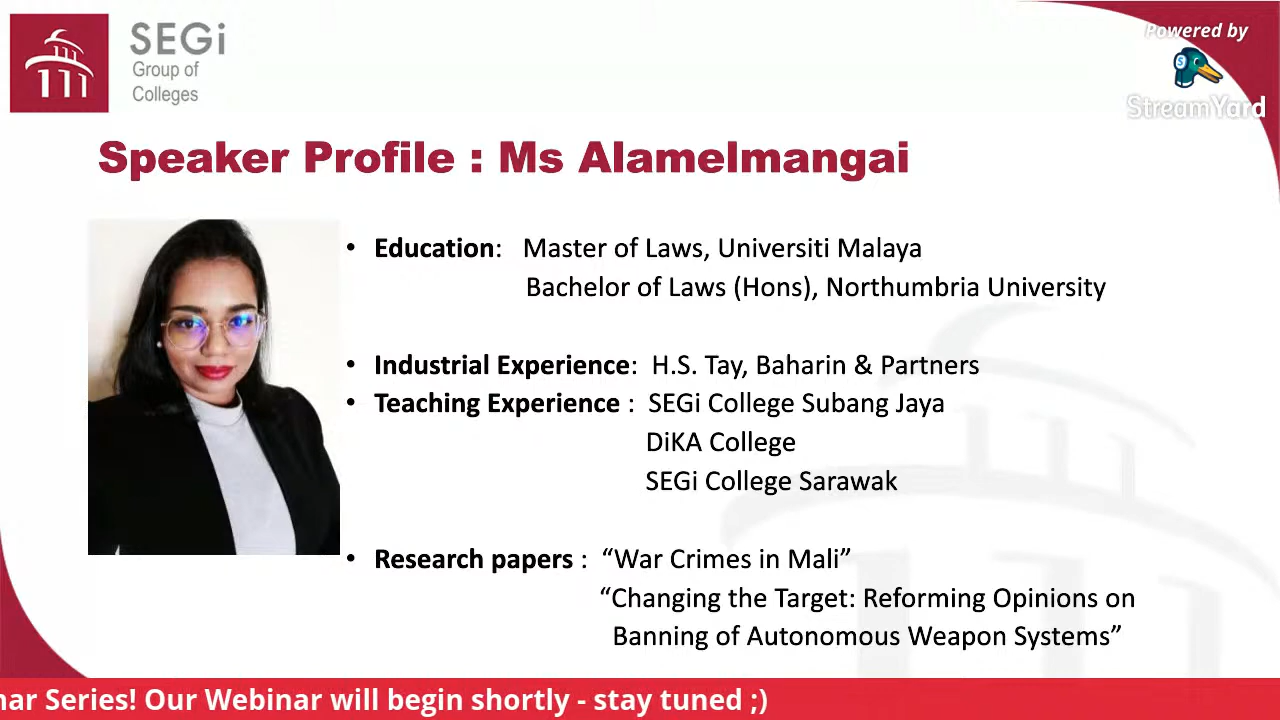 SEGi
Group of
Colleges
Powered by
S
StreamYard
Speaker Profile : Ms Alamelmangai
• Education: Master of Laws, Universiti Malaya
Bachelor of Laws (Hons), Northumbria University
• Industrial Experience: H.S. Tay, Baharin & Partners
• Teaching Experience : SEGi College Subang Jaya
DiKA College
SEGi College Sarawak
• Research papers : “War Crimes in Mali”
“Changing the Target: Reforming Opinions on
Banning of Autonomous Weapon Systems”
nar Series! Our Webinar will begin shortly - stay tuned ;)